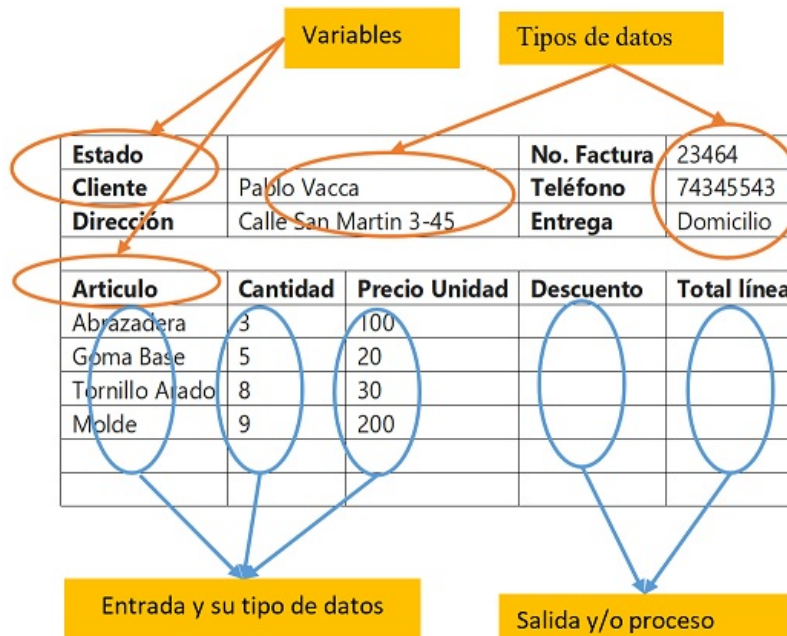 Variables
Tipos de datos
Estado No. Factura 23464
Cliente Pablo Vacca Teléfono 74345543
Dirección Calle San Martin 3-45 Entrega Domicilio
Articulo Cantidad Precio Unidad Descuento Total línea
Abrazadera 3 100
Goma Base 5 20
Tornillo Arado 8 30
Molde 9 200
Entrada y su tipo de datos
Salida y/o proceso